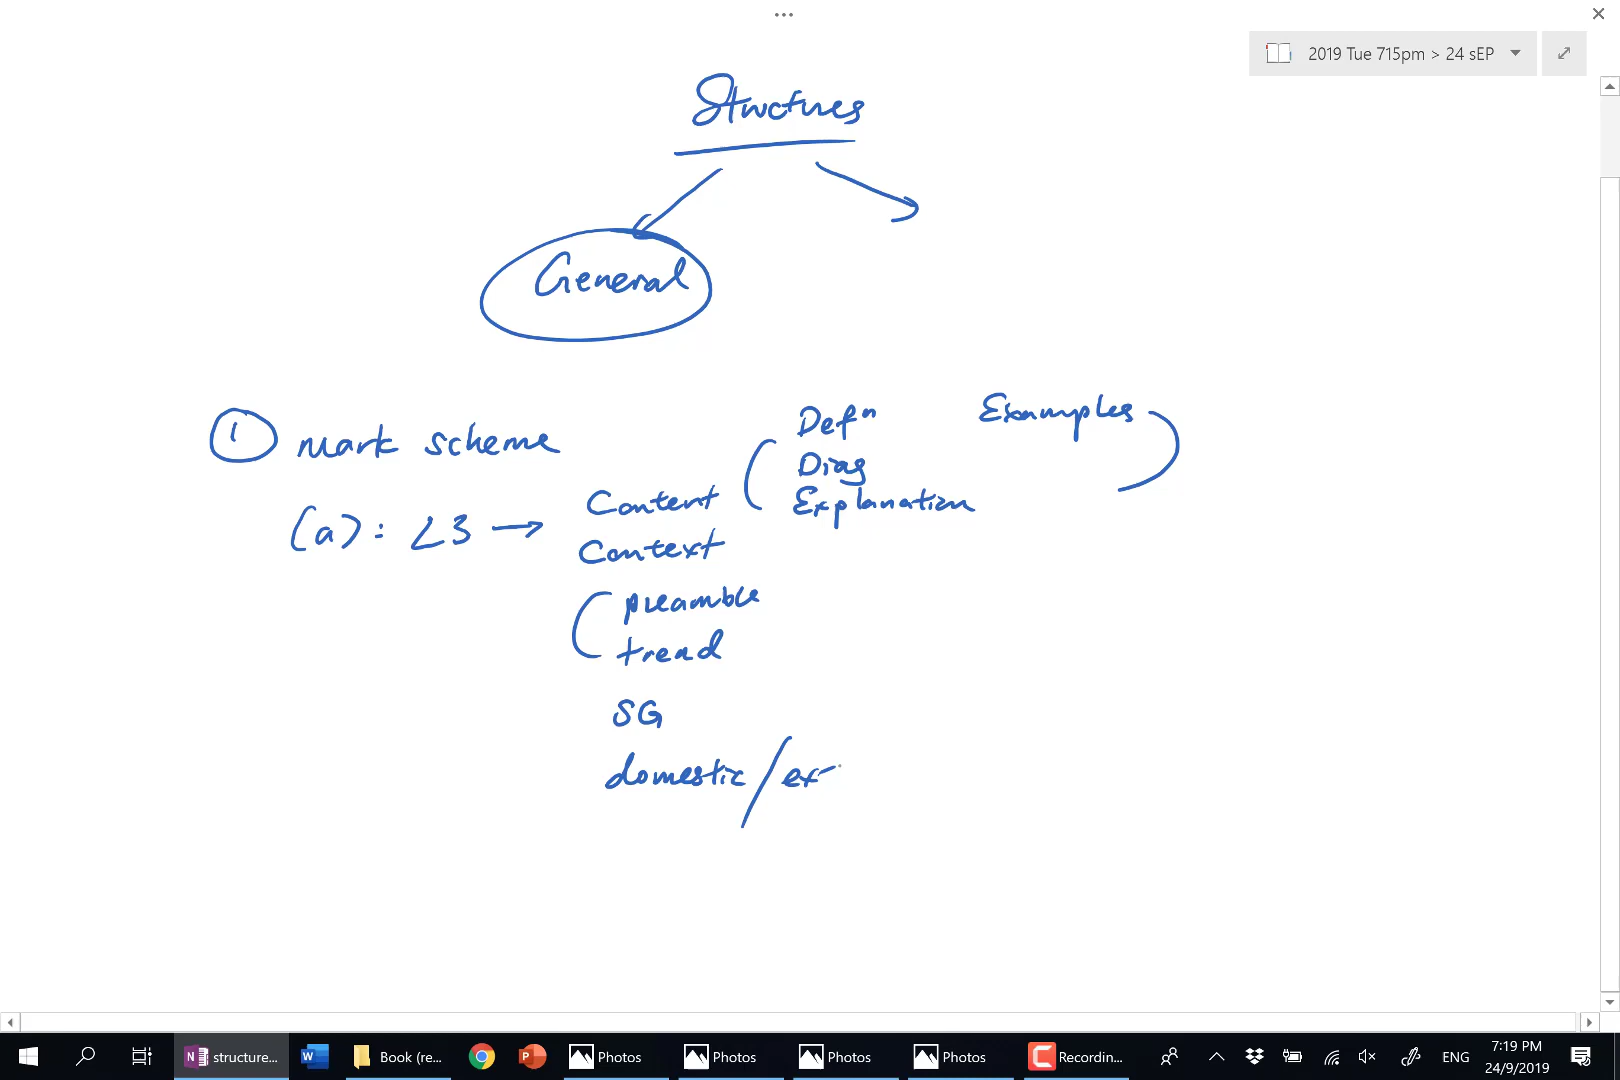 2019 Tue 715pm > 24 sEP
Structures
General
1 mark scheme
(a): L3 → Content
Defn
Diag
Explanation
Examples
Context
preamble
trend
SG
domestic / ex
structure...
Book (re...
Photos
Photos
Photos
Photos
Recordin...
ENG
7:19 PM
24/9/2019